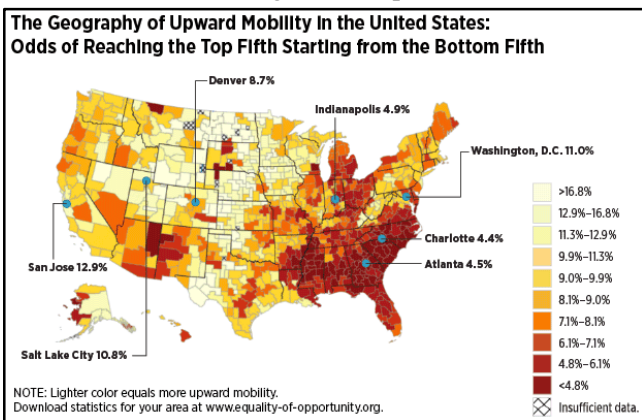 The Geography of Upward Mobility in the United States:
Odds of Reaching the Top Fifth Starting from the Bottom Fifth
Denver 8.7%
Indianapolis 4.9%
Washington, D.C. 11.0%
>16.8%
12.9%–16.8%
11.3%–12.9%
9.9%–11.3%
9.0%–9.9%
8.1%–9.0%
7.1%–8.1%
6.1%–7.1%
4.8%–6.1%
<4.8%
Insufficient data.
Charlotte 4.4%
Atlanta 4.5%
San Jose 12.9%
Salt Lake City 10.8%
NOTE: Lighter color equals more upward mobility.
Download statistics for your area at www.equality-of-opportunity.org.